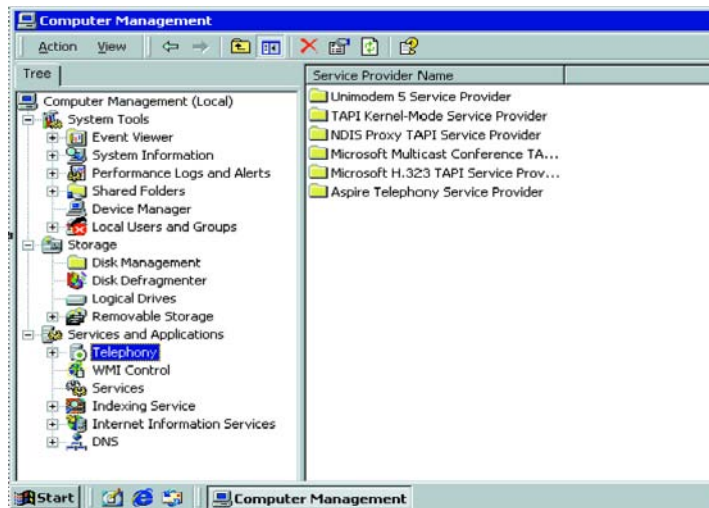 Computer Management
Action View
Tree
Computer Management (Local)
System Tools
Event Viewer
System Information
Performance Logs and Alerts
Shared Folders
Device Manager
Local Users and Groups
Storage
Disk Management
Disk Defragmenter
Logical Drives
Removable Storage
Services and Applications
Telephony
WMI Control
Services
Indexing Service
Internet Information Services
DNS
Service Provider Name
Unimodem 5 Service Provider
TAPI Kernel-Mode Service Provider
NDIS Proxy TAPI Service Provider
Microsoft Multicast Conference TA...
Microsoft H.323 TAPI Service Prov...
Aspire Telephony Service Provider
Start
Computer Management